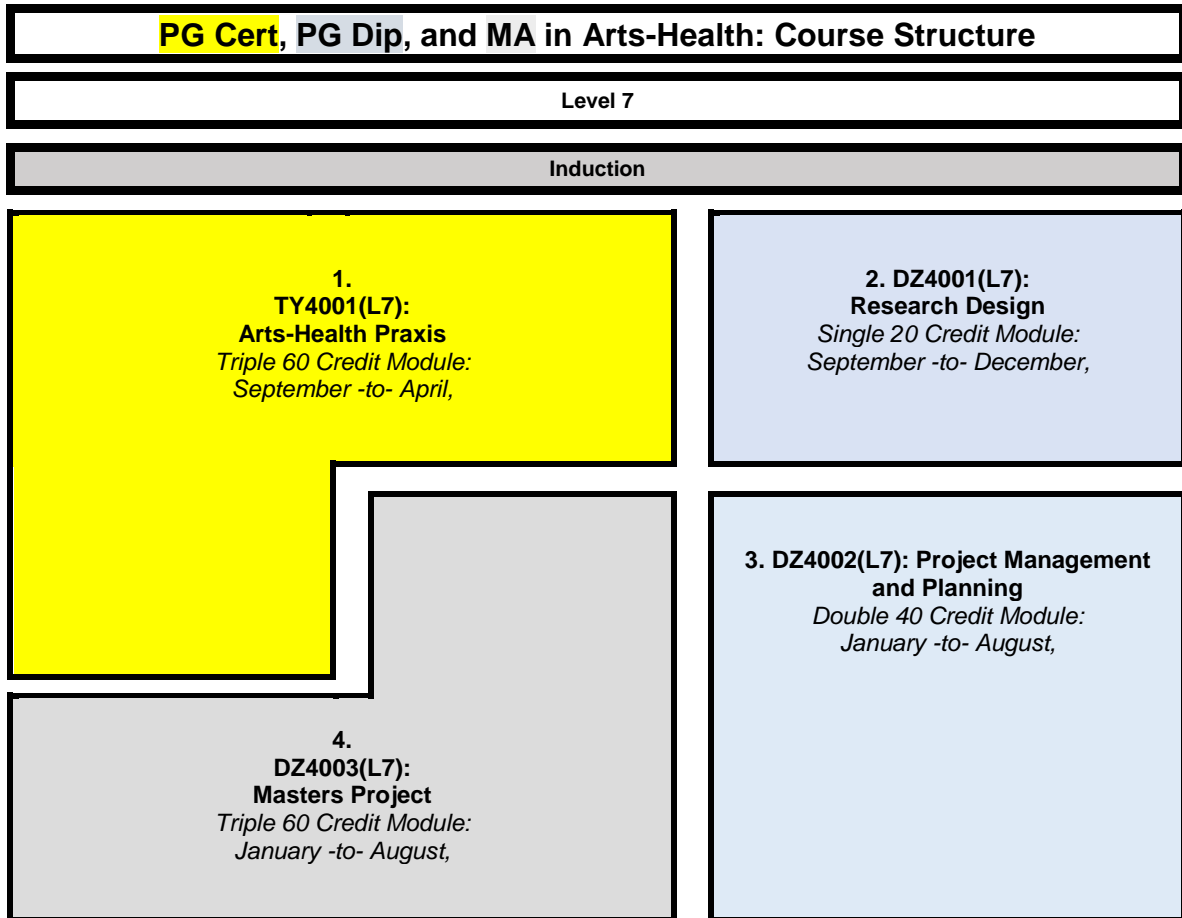 PG Cert, PG Dip, and MA in Arts-Health: Course Structure
Level 7
Induction
1.
TY4001(L7):
Arts-Health Praxis
Triple 60 Credit Module:
September -to- April,
2. DZ4001(L7):
Research Design
Single 20 Credit Module:
September -to- December,
3. DZ4002(L7): Project Management
and Planning
Double 40 Credit Module:
January -to- August,
4.
DZ4003(L7):
Masters Project
Triple 60 Credit Module:
January -to- August,